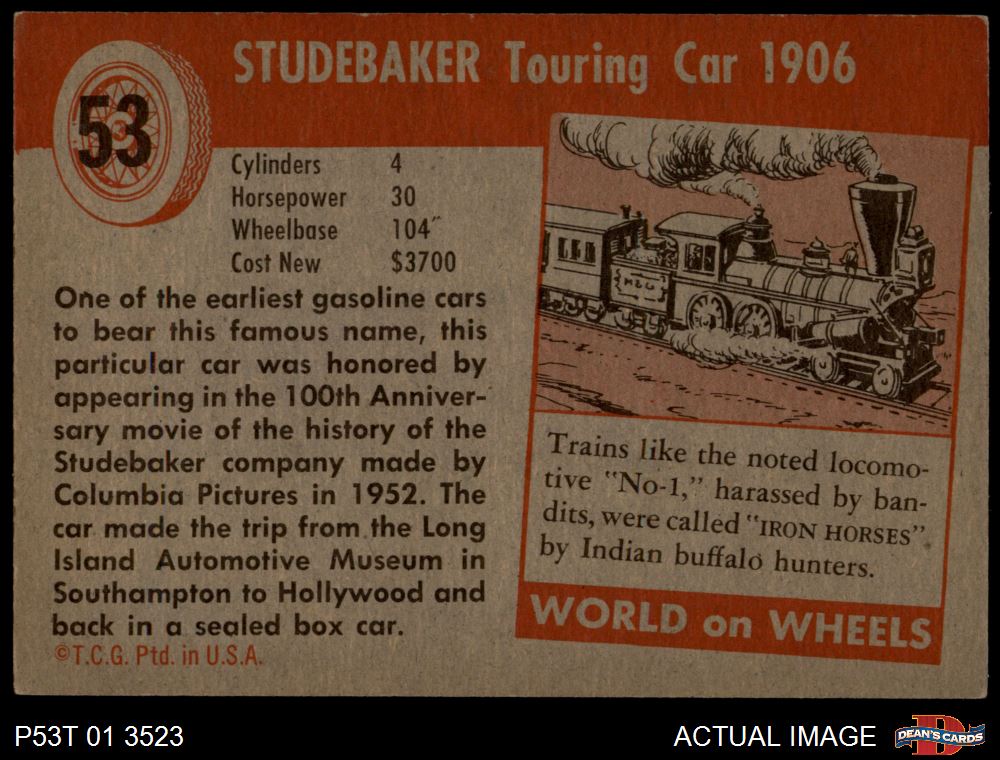 STUDEBAKER Touring Car 1906
53
Cylinders 4
Horsepower 30
Wheelbase 104″
Cost New $3700
One of the earliest gasoline cars
to bear this famous name, this
particular car was honored by
appearing in the 100th Anniver-
sary movie of the history of the
Studebaker company made by
Columbia Pictures in 1952. The
car made the trip from the Long
Island Automotive Museum in
Southampton to Hollywood and
back in a sealed box car.
©T.C.G. Ptd. in U.S.A.
Trains like the noted locomo-
tive "No-1," harassed by ban-
dits, were called "IRON HORSES"
by Indian buffalo hunters.
WORLD on WHEELS
P53T 01 3523
ACTUAL IMAGE
DEAN'S CARDS